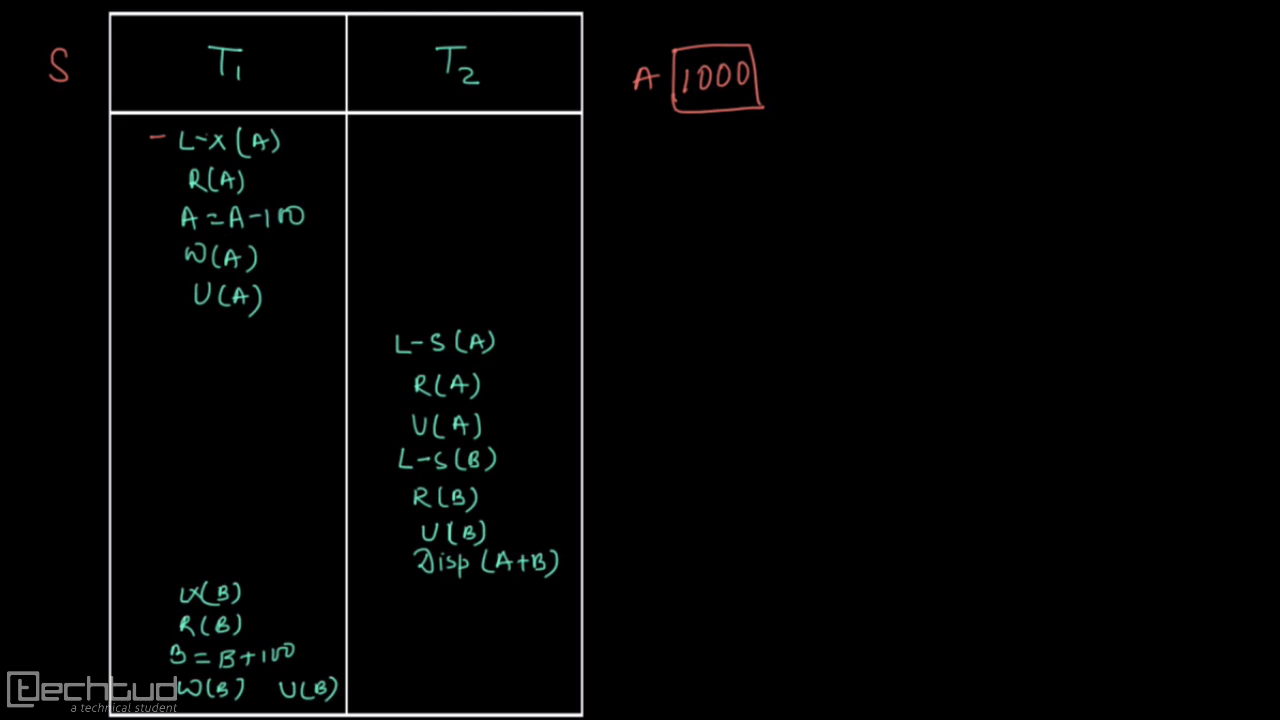 S T₁ T₂ A 1000
- L-X(A)
R(A)
A = A-100
W(A)
U(A)
L-S(A)
R(A)
U(A)
L-S(B)
R(B)
U(B)
Disp (A+B)
LX(B)
R(B)
B = B+100
W(B) U(B)
techtud
a technical student